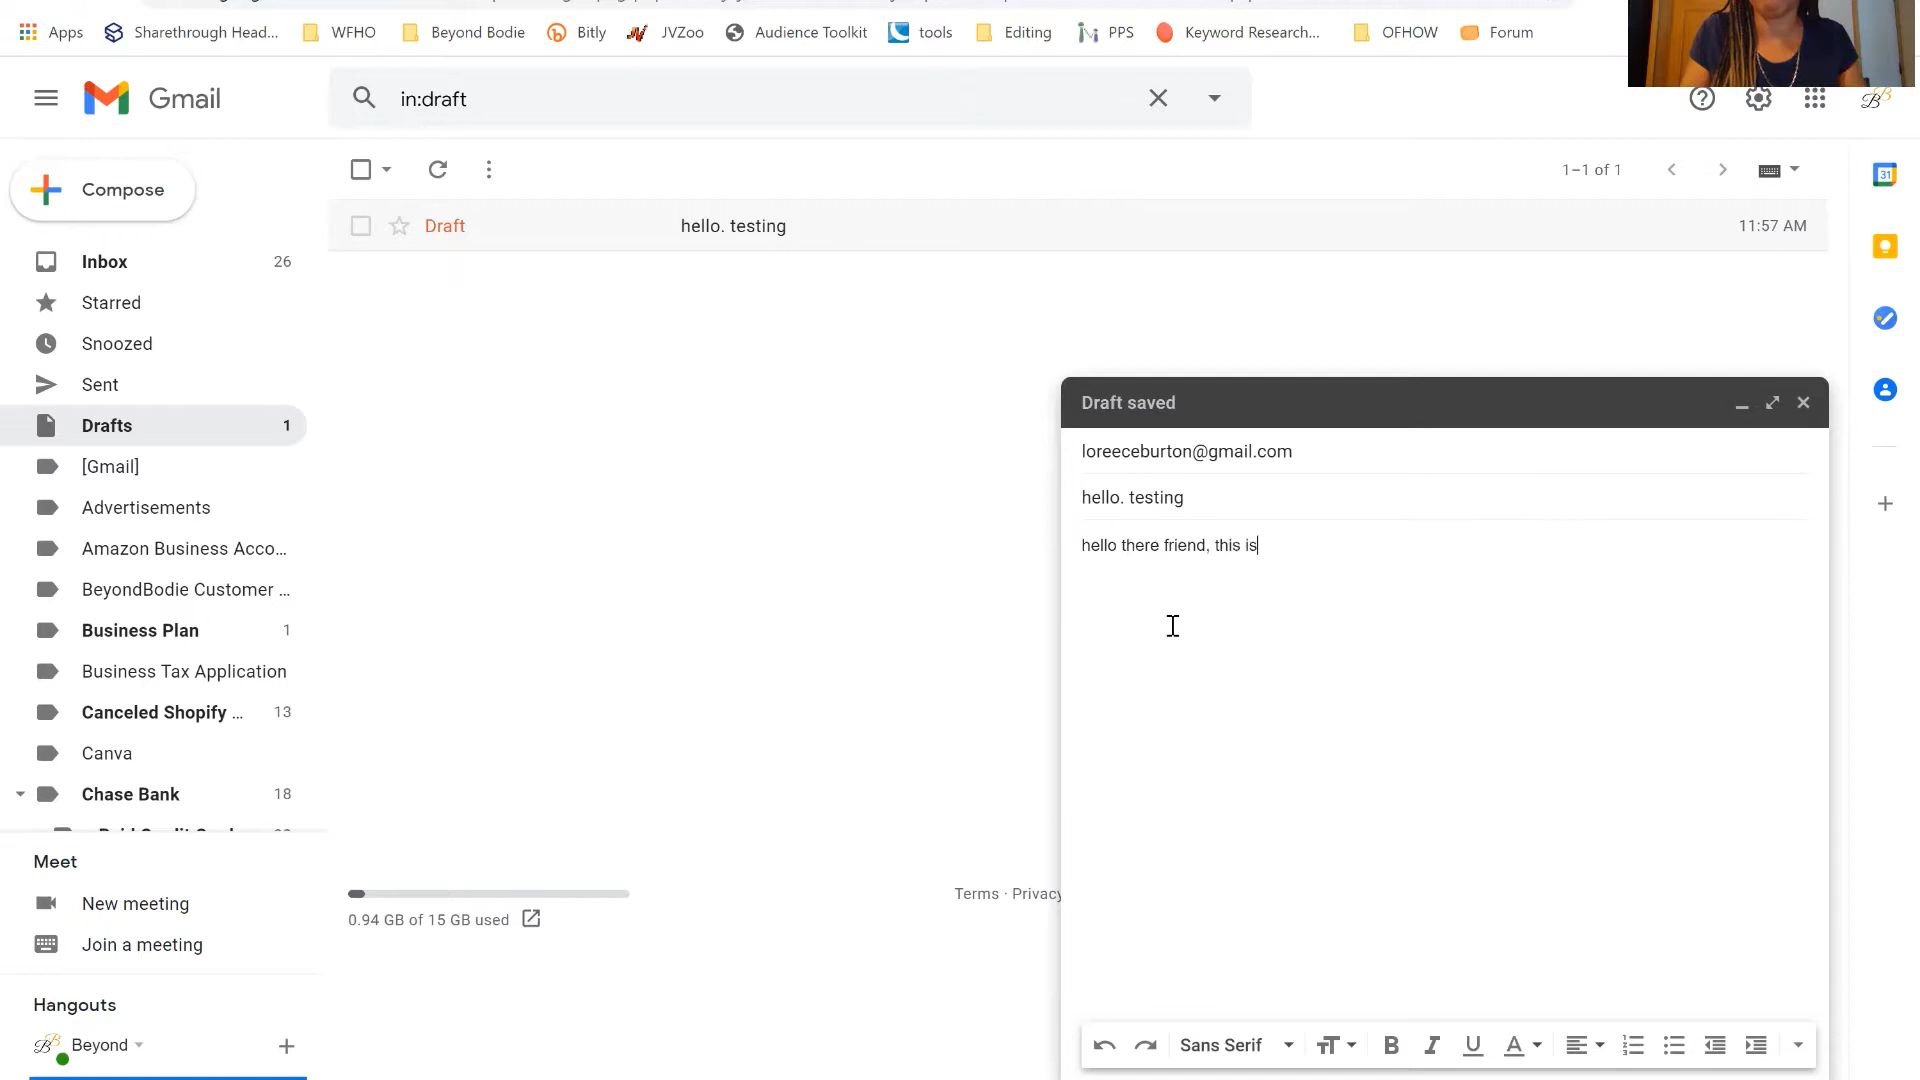 Apps
Sharethrough Head...
WFHO
Beyond Bodie
Bitly
JVZoo
Audience Toolkit
tools
Editing
PPS
Keyword Research...
OFHOW
Forum
Gmail
in:draft
Compose
1–1 of 1
Draft
hello. testing
11:57 AM
Inbox 26
Starred
Snoozed
Sent
Drafts 1
[Gmail]
Advertisements
Amazon Business Acco...
BeyondBodie Customer ...
Business Plan 1
Business Tax Application
Canceled Shopify ... 13
Canva
Chase Bank 18
Meet
New meeting
Join a meeting
Hangouts
Beyond
0.94 GB of 15 GB used
Terms · Privacy
31
Draft saved
loreeceburton@gmail.com
hello. testing
hello there friend, this is
Sans Serif